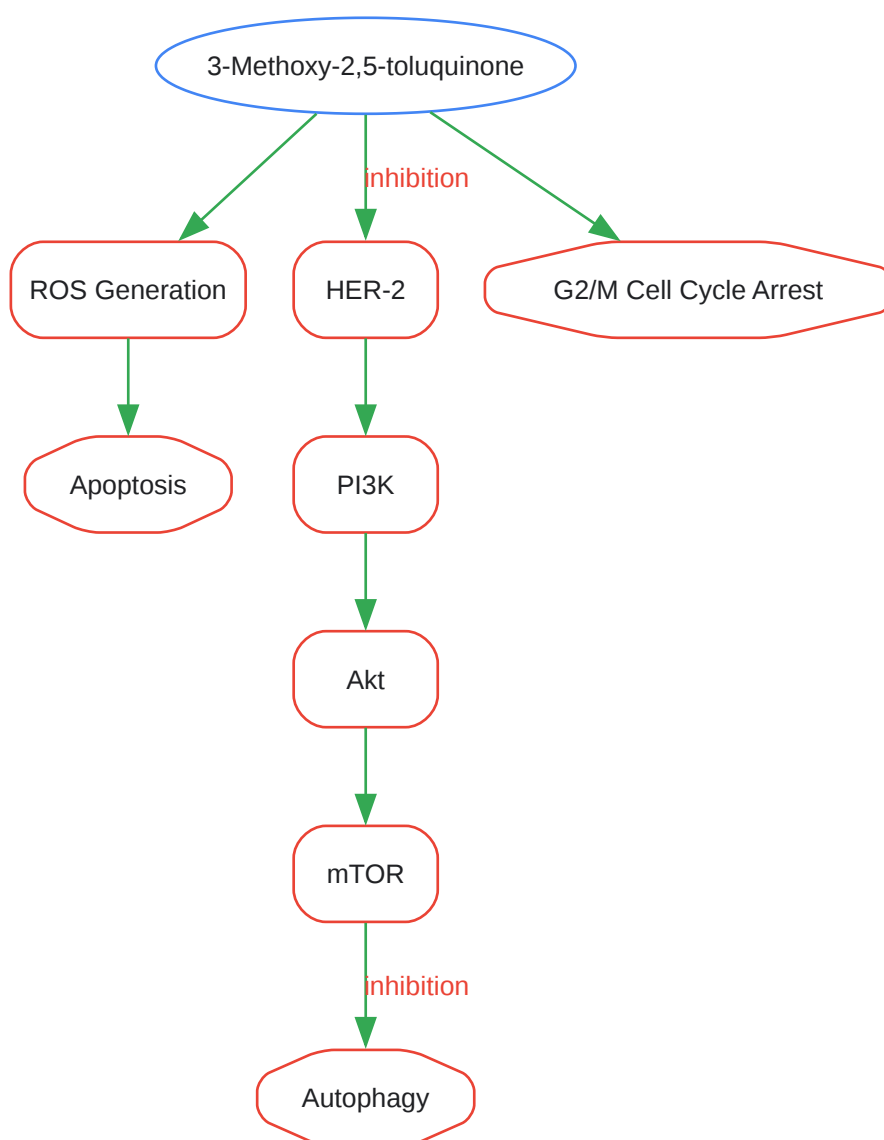 3-Methoxy-2,5-toluquinone
inhibition
ROS Generation
HER-2
G2/M Cell Cycle Arrest
Apoptosis
PI3K
Akt
mTOR
inhibition
Autophagy